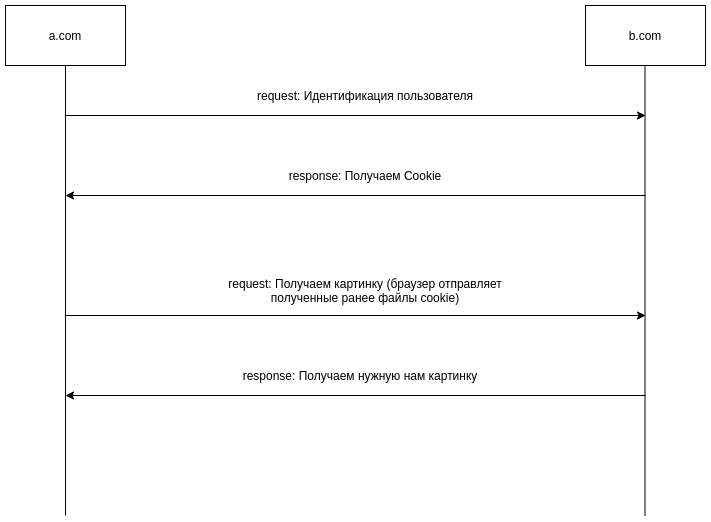 a.com
b.com
request: Идентификация пользователя
response: Получаем Cookie
request: Получаем картинку (браузер отправляет
полученные ранее файлы cookie)
response: Получаем нужную нам картинку